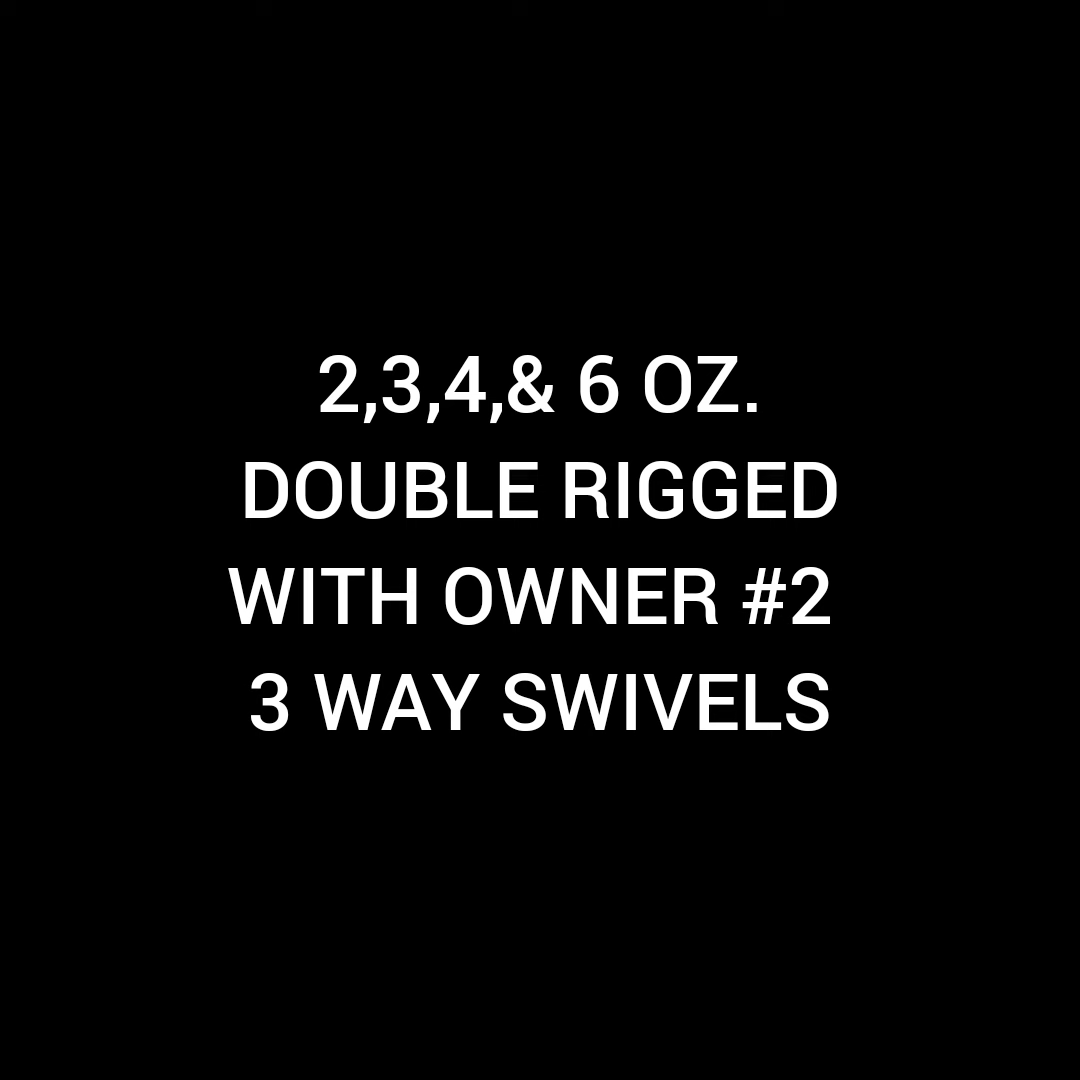 2,3,4,& 6 OZ.
DOUBLE RIGGED
WITH OWNER #2
3 WAY SWIVELS